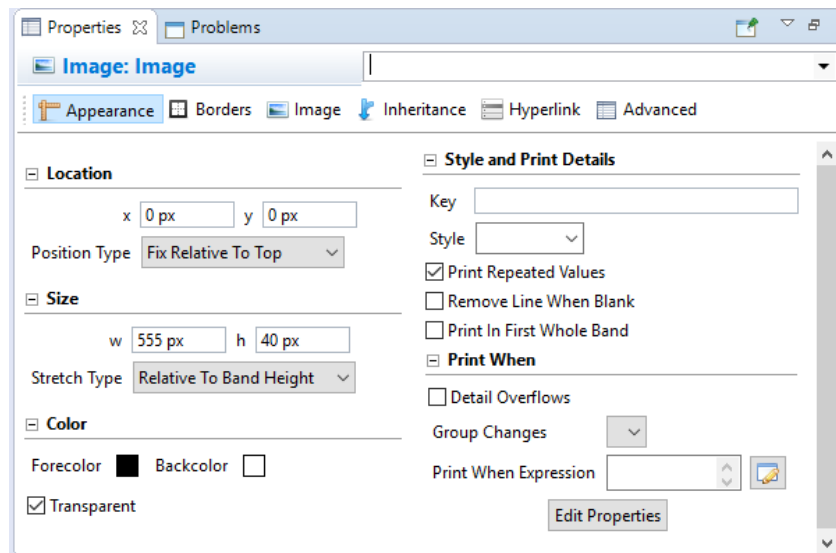 Properties Problems
Image: Image
Appearance Borders Image Inheritance Hyperlink Advanced
Location
x 0 px y 0 px
Position Type Fix Relative To Top
Size
w 555 px h 40 px
Stretch Type Relative To Band Height
Color
Forecolor Backcolor
Transparent
Style and Print Details
Key
Style
Print Repeated Values
Remove Line When Blank
Print In First Whole Band
Print When
Detail Overflows
Group Changes
Print When Expression
Edit Properties